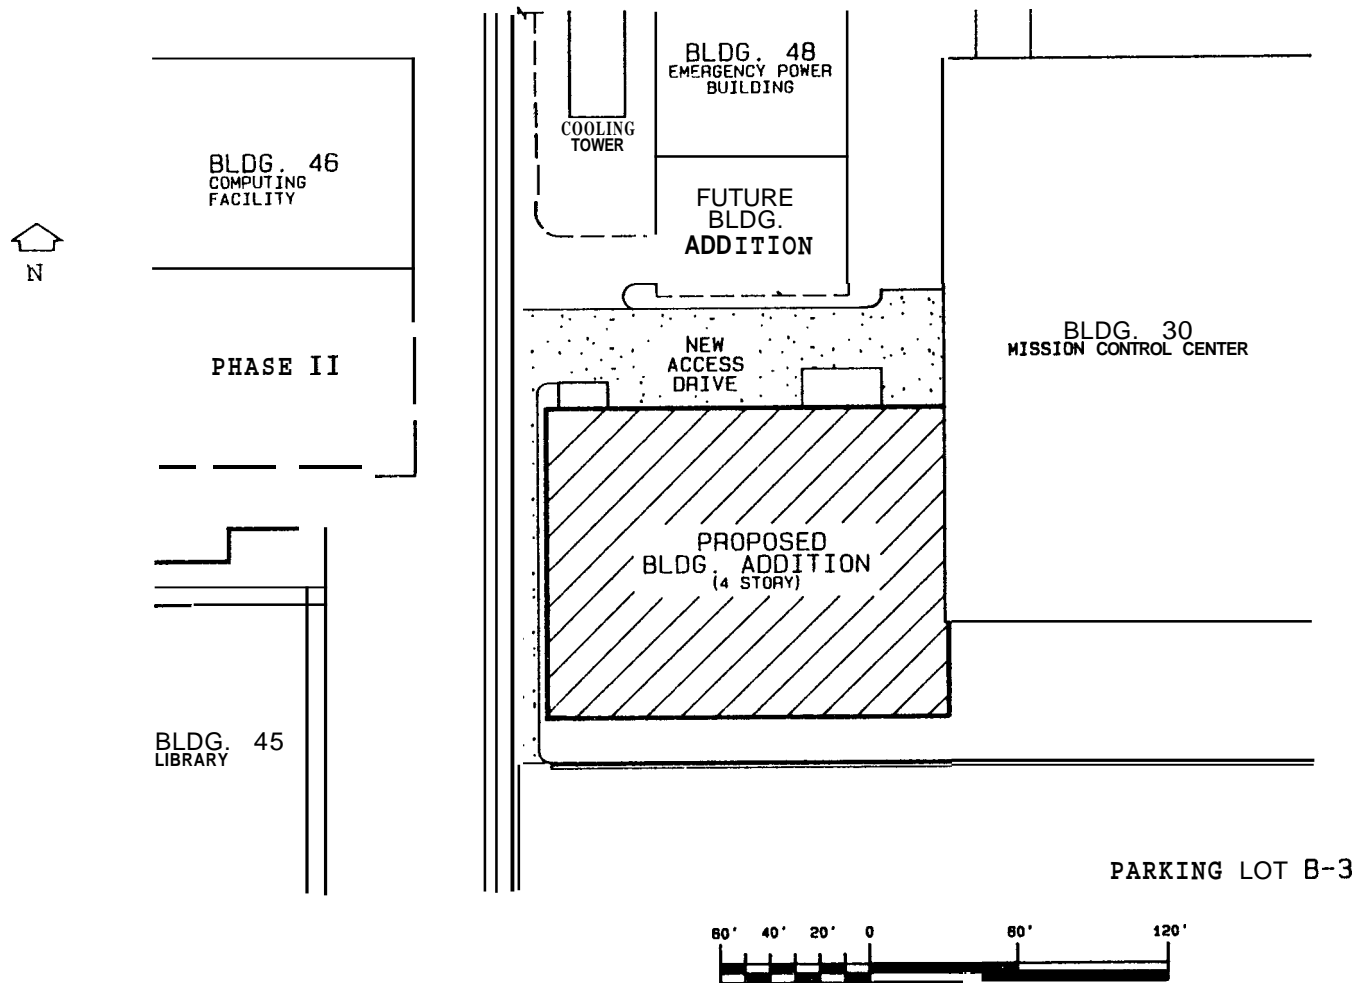 BLDG. 48
EMERGENCY POWER
BUILDING
COOLING
TOWER
BLDG. 46
COMPUTING
FACILITY
FUTURE
BLDG.
ADDITION
N
BLDG. 30
MISSION CONTROL CENTER
NEW
ACCESS
DRIVE
PHASE II
PROPOSED
BLDG. ADDITION
(4 STORY)
BLDG. 45
LIBRARY
PARKING LOT B-3
60' 40' 20' 0 60' 120'